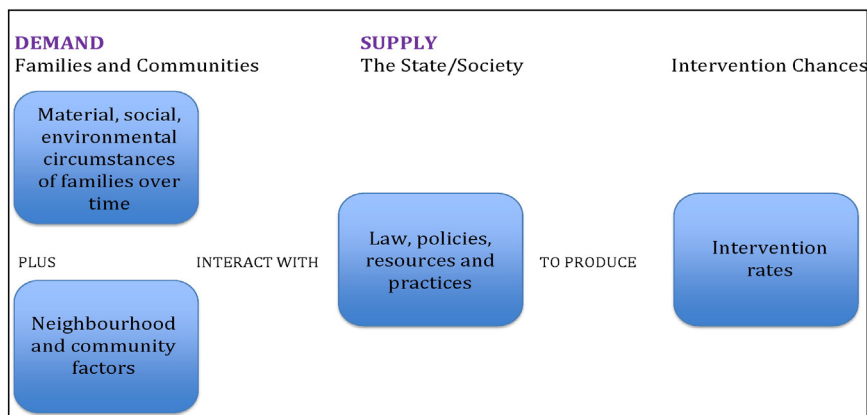 DEMAND
Families and Communities
SUPPLY
The State/Society
Intervention Chances
Material, social,
environmental
circumstances
of families over
time
PLUS
INTERACT WITH
Law, policies,
resources and
practices
TO PRODUCE
Intervention
rates
Neighbourhood
and community
factors